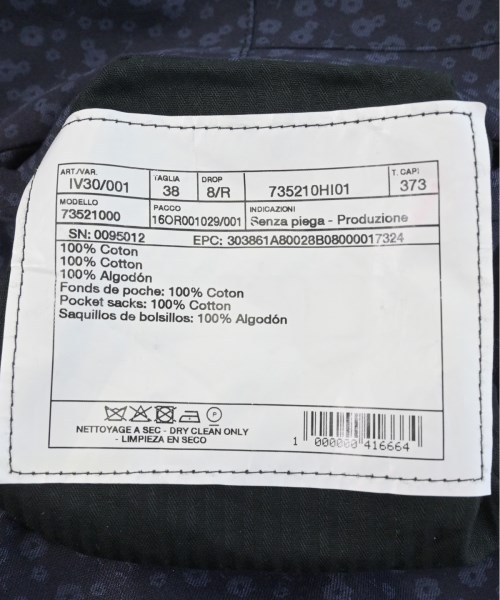 ART./VAR. TAGLIA DROP T. CAPI
IV30/001 38 8/R 735210HI01 373
MODELLO PACCO INDICAZIONI
73521000 16OR001029/001 Senza piega - Produzione
SN: 0095012 EPC: 303861A80028B08000017324
100% Coton
100% Cotton
100% Algodón
Fonds de poche: 100% Coton
Pocket sacks: 100% Cotton
Saquillos de bolsillos: 100% Algodón
P
NETTOYAGE A SEC - DRY CLEAN ONLY
- LIMPIEZA EN SECO
1 000000 416664